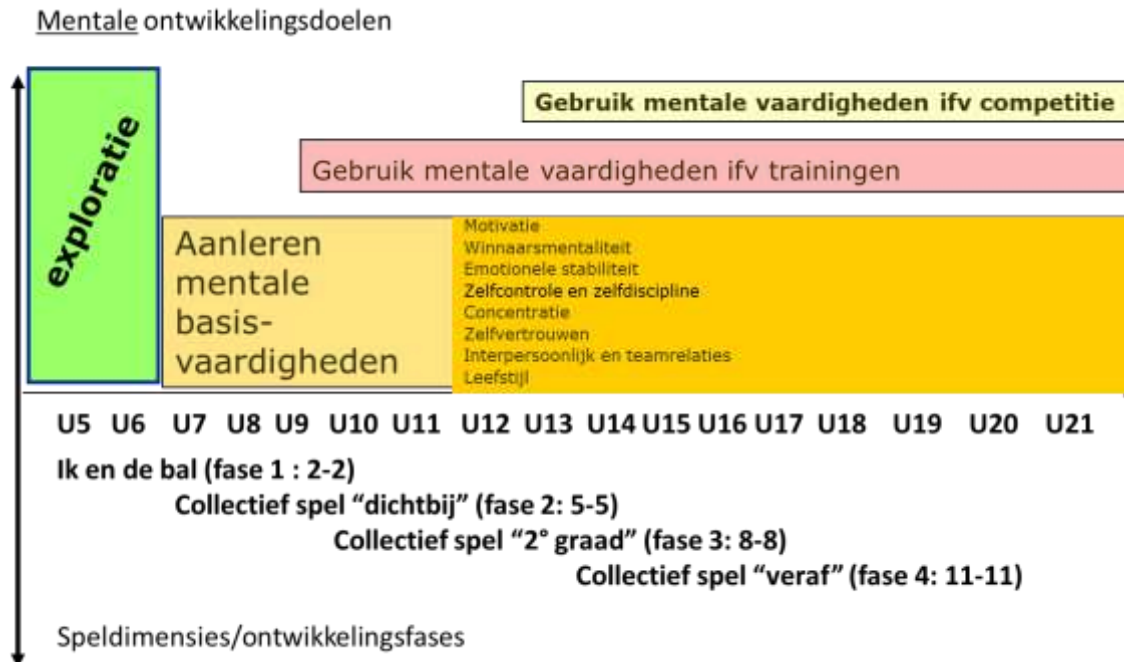 Mentale ontwikkelingsdoelen
exploratie
Gebruik mentale vaardigheden ifv competitie
Gebruik mentale vaardigheden ifv trainingen
Aanleren
mentale
basis-
vaardigheden
Motivatie
Winnaarsmentaliteit
Emotionele stabiliteit
Zelfcontrole en zelfdiscipline
Concentratie
Zelfvertrouwen
Interpersoonlijk en teamrelaties
Leefstijl
U5 U6 U7 U8 U9 U10 U11 U12 U13 U14 U15 U16 U17 U18 U19 U20 U21
Ik en de bal (fase 1 : 2-2)
Collectief spel “dichtbij” (fase 2: 5-5)
Collectief spel “2° graad” (fase 3: 8-8)
Collectief spel “veraf” (fase 4: 11-11)
Speldimensies/ontwikkelingsfases